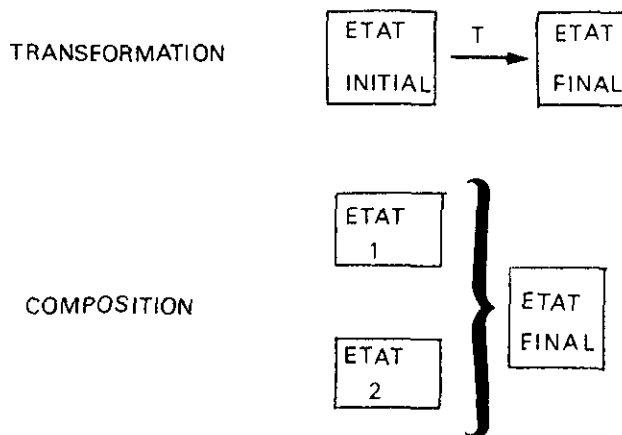 TRANSFORMATION
ETAT
INITIAL
T
ETAT
FINAL
COMPOSITION
ETAT
1
ETAT
2
ETAT
FINAL